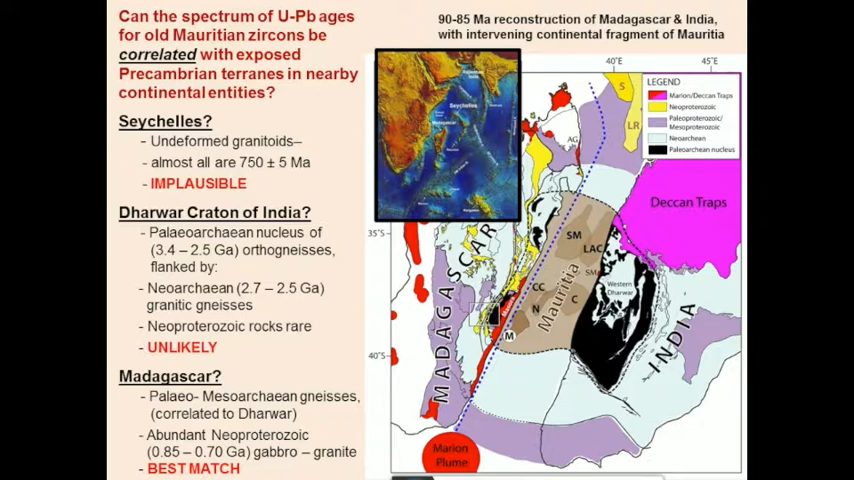 Can the spectrum of U-Pb ages
for old Mauritian zircons be
correlated with exposed
Precambrian terranes in nearby
continental entities?
Seychelles?
- Undeformed granitoids–
- almost all are 750 ± 5 Ma
- IMPLAUSIBLE
Dharwar Craton of India?
- Palaeoarchaean nucleus of
(3.4 – 2.5 Ga) orthogneisses,
flanked by:
- Neoarchaean (2.7 – 2.5 Ga)
granitic gneisses
- Neoproterozoic rocks rare
- UNLIKELY
Madagascar?
- Palaeo- Mesoarchaean gneisses,
(correlated to Dharwar)
- Abundant Neoproterozoic
(0.85 – 0.70 Ga) gabbro – granite
- BEST MATCH
90-85 Ma reconstruction of Madagascar & India,
with intervening continental fragment of Mauritia
40°E
45°E
LEGEND
Marion/Deccan Traps
Neoproterozoic
Paleoproterozoic/
Mesoproterozoic
Neoarchean
Paleoarchean nucleus
Seychelles
S
LR
AG
Deccan Traps
35°S
SM
LAC
SM
CC
C
N
M
Mauritia
Western
Dharwar
MADAGASCAR
INDIA
40°S
Marion
Plume